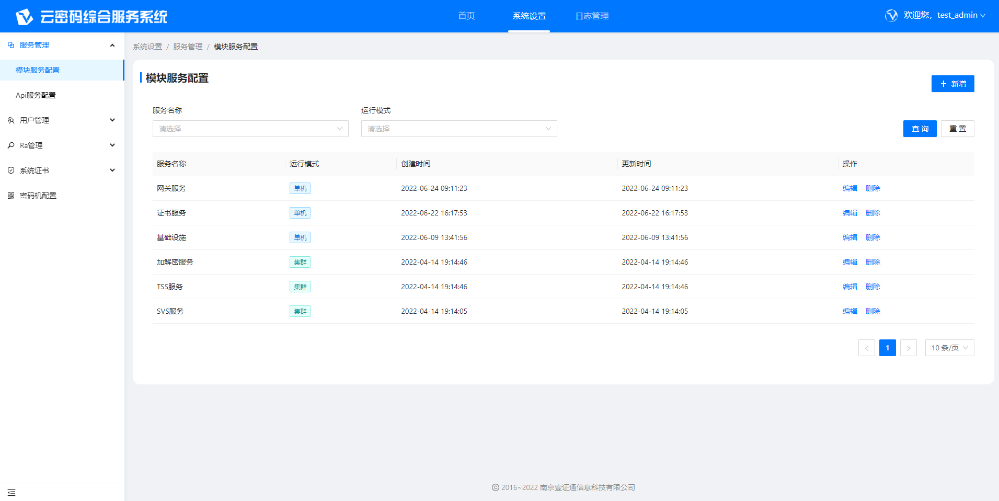 云密码综合服务系统
首页 系统设置 日志管理
欢迎您，test_admin
服务管理
模块服务配置
Api服务配置
用户管理
Ra管理
系统证书
密码机配置
系统设置 / 服务管理 / 模块服务配置
模块服务配置
+ 新增
服务名称 运行模式
请选择 请选择 查 询 重 置
服务名称 运行模式 创建时间 更新时间 操作
网关服务 单机 2022-06-24 09:11:23 2022-06-24 09:11:23 编辑 删除
证书服务 单机 2022-06-22 16:17:53 2022-06-22 16:17:53 编辑 删除
基础设施 单机 2022-06-09 13:41:56 2022-06-09 13:41:56 编辑 删除
加解密服务 集群 2022-04-14 19:14:46 2022-04-14 19:14:46 编辑 删除
TSS服务 集群 2022-04-14 19:14:46 2022-04-14 19:14:46 编辑 删除
SVS服务 集群 2022-04-14 19:14:05 2022-04-14 19:14:05 编辑 删除
< 1 > 10 条/页
© 2016~2022 南京壹证通信息科技有限公司